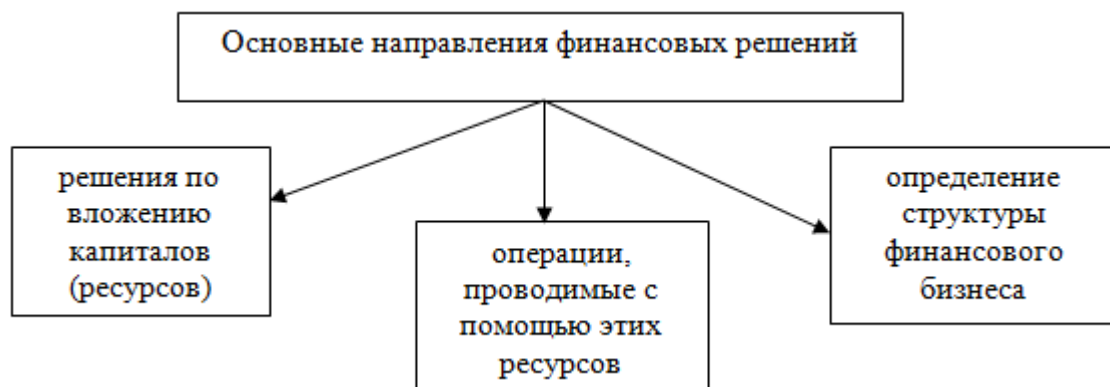 Основные направления финансовых решений
решения по
вложению
капиталов
(ресурсов)
операции,
проводимые с
помощью этих
ресурсов
определение
структуры
финансового
бизнеса